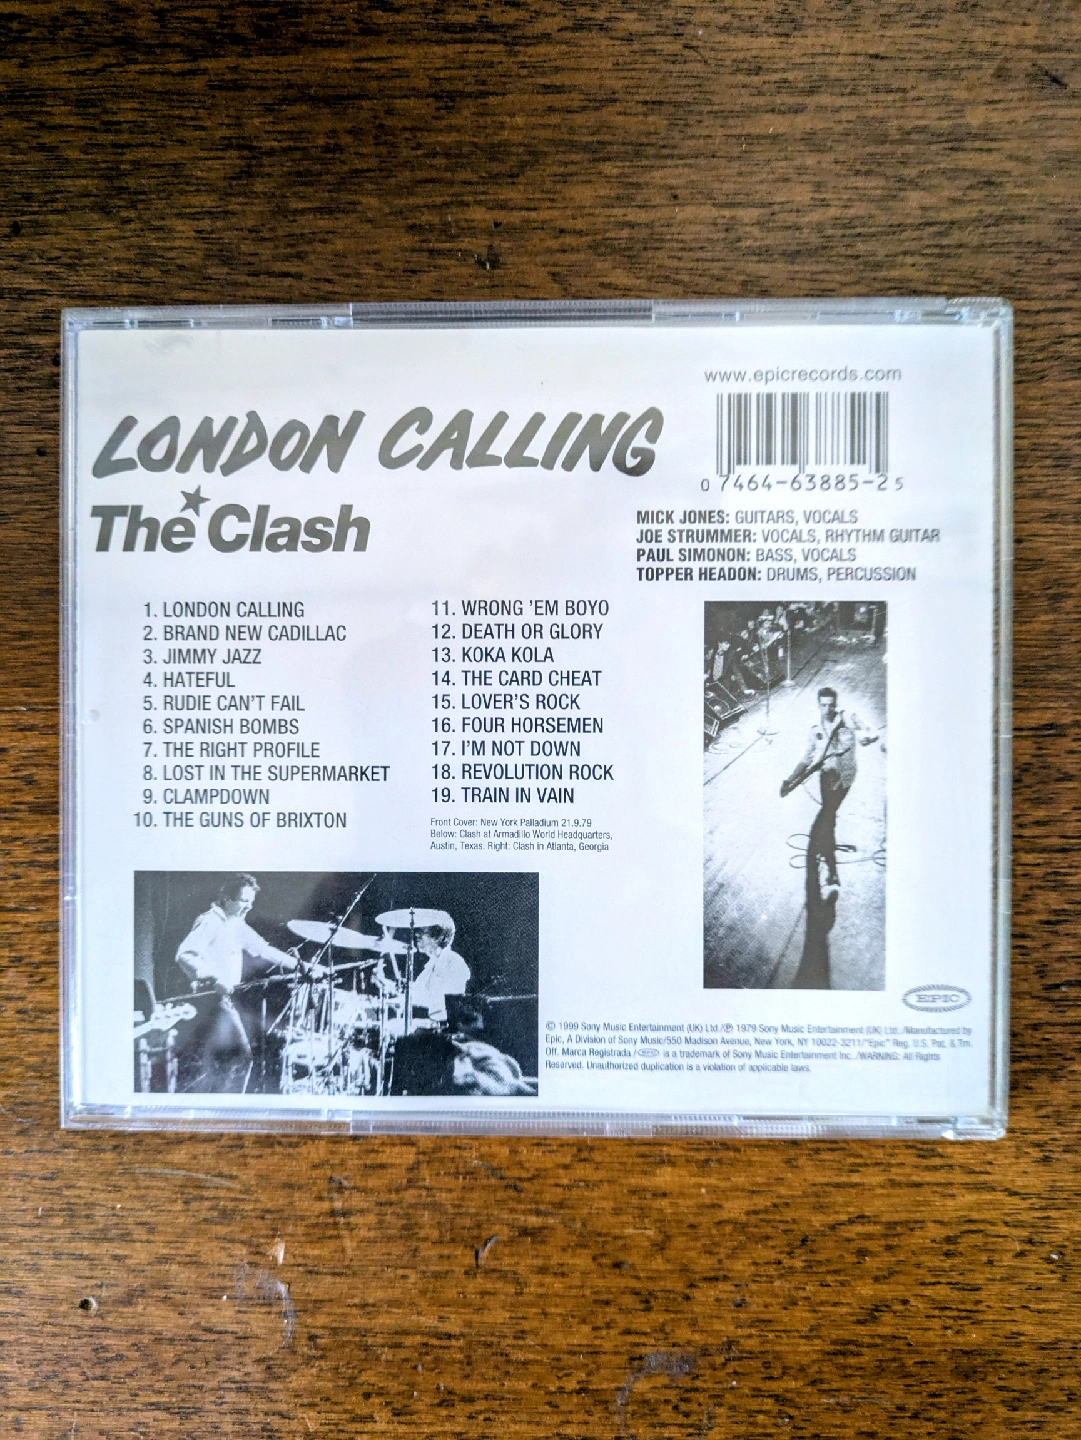 www.epicrecords.com
LONDON CALLING
The Clash
0 7464-63885-2 5
MICK JONES: GUITARS, VOCALS
JOE STRUMMER: VOCALS, RHYTHM GUITAR
PAUL SIMONON: BASS, VOCALS
TOPPER HEADON: DRUMS, PERCUSSION
1. LONDON CALLING
2. BRAND NEW CADILLAC
3. JIMMY JAZZ
4. HATEFUL
5. RUDIE CAN'T FAIL
6. SPANISH BOMBS
7. THE RIGHT PROFILE
8. LOST IN THE SUPERMARKET
9. CLAMPDOWN
10. THE GUNS OF BRIXTON
11. WRONG 'EM BOYO
12. DEATH OR GLORY
13. KOKA KOLA
14. THE CARD CHEAT
15. LOVER'S ROCK
16. FOUR HORSEMEN
17. I'M NOT DOWN
18. REVOLUTION ROCK
19. TRAIN IN VAIN
Front Cover: New York Palladium 21.9.79
Below: Clash at Armadillo World Headquarters,
Austin, Texas. Right: Clash in Atlanta, Georgia
EPIC
© 1999 Sony Music Entertainment (UK) Ltd./℗ 1979 Sony Music Entertainment (UK) Ltd./Manufactured by
Epic, A Division of Sony Music/550 Madison Avenue, New York, NY 10022-3211/"Epic" Reg. U.S. Pat. & Tm.
Off. Marca Registrada./EPIC is a trademark of Sony Music Entertainment Inc./WARNING: All Rights
Reserved. Unauthorized duplication is a violation of applicable laws.